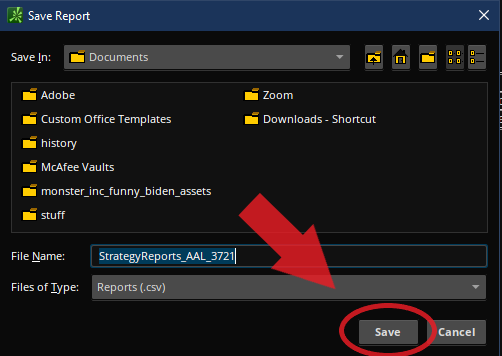 Save Report
Save In: Documents
Adobe
Zoom
Custom Office Templates
Downloads - Shortcut
history
McAfee Vaults
monster_inc_funny_biden_assets
stuff
File Name: StrategyReports_AAL_3721
Files of Type: Reports (.csv)
Save Cancel